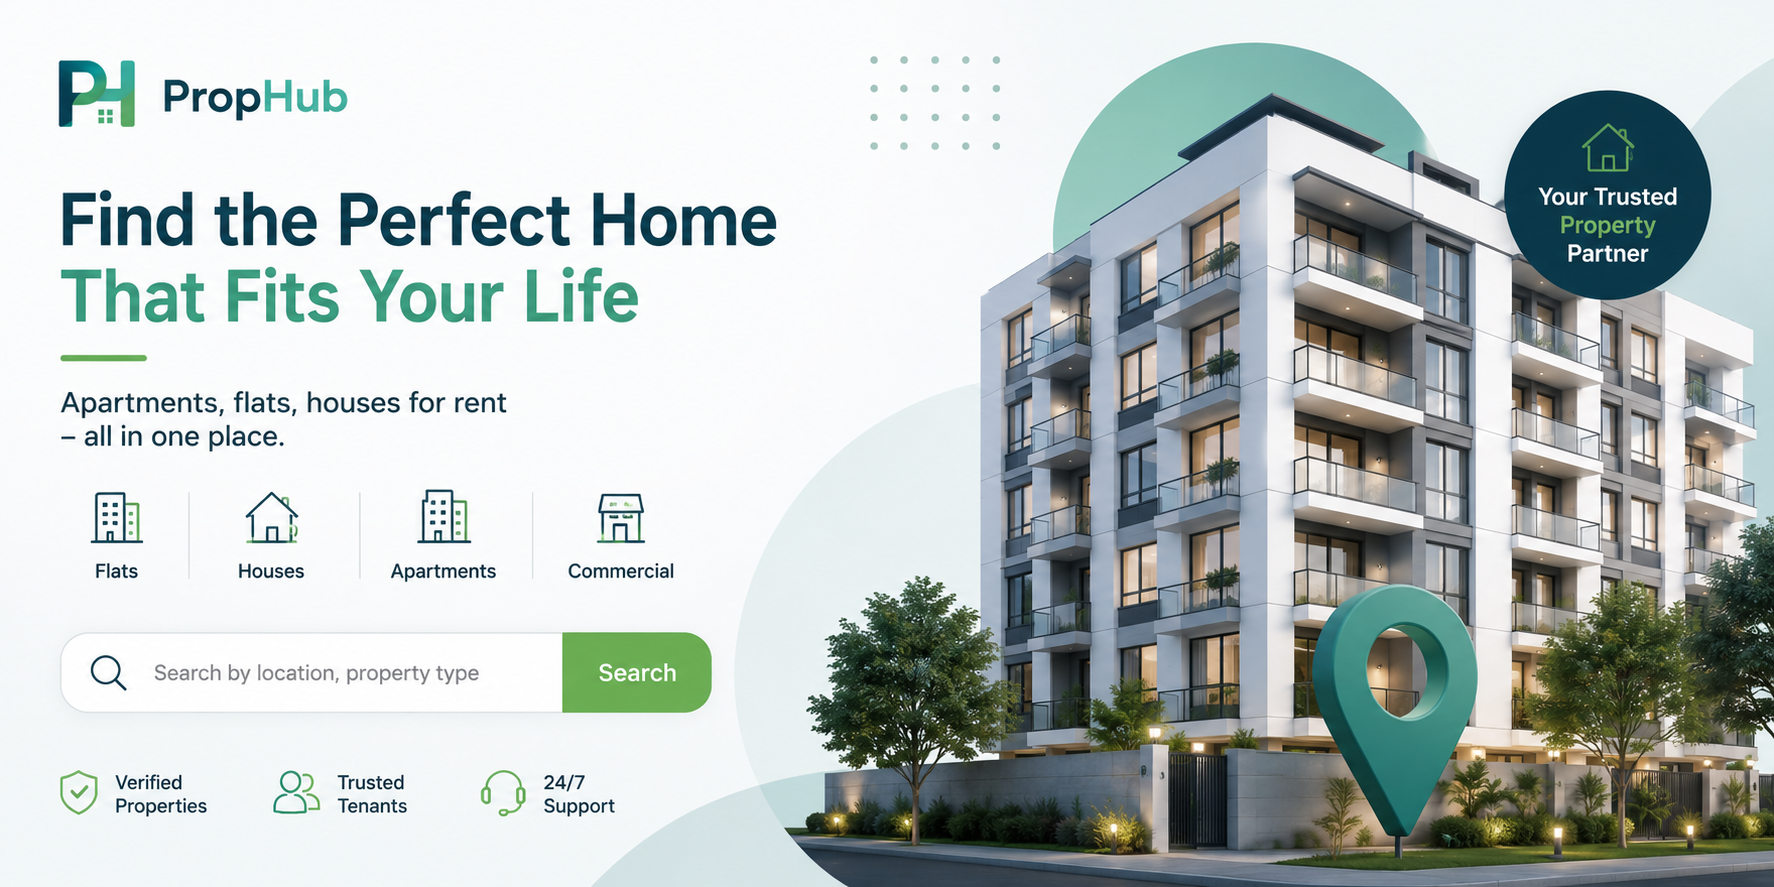 PH PropHub
Find the Perfect Home
That Fits Your Life
Apartments, flats, houses for rent
– all in one place.
Flats
Houses
Apartments
Commercial
Search by location, property type
Search
Verified
Properties
Trusted
Tenants
24/7
Support
Your Trusted
Property
Partner